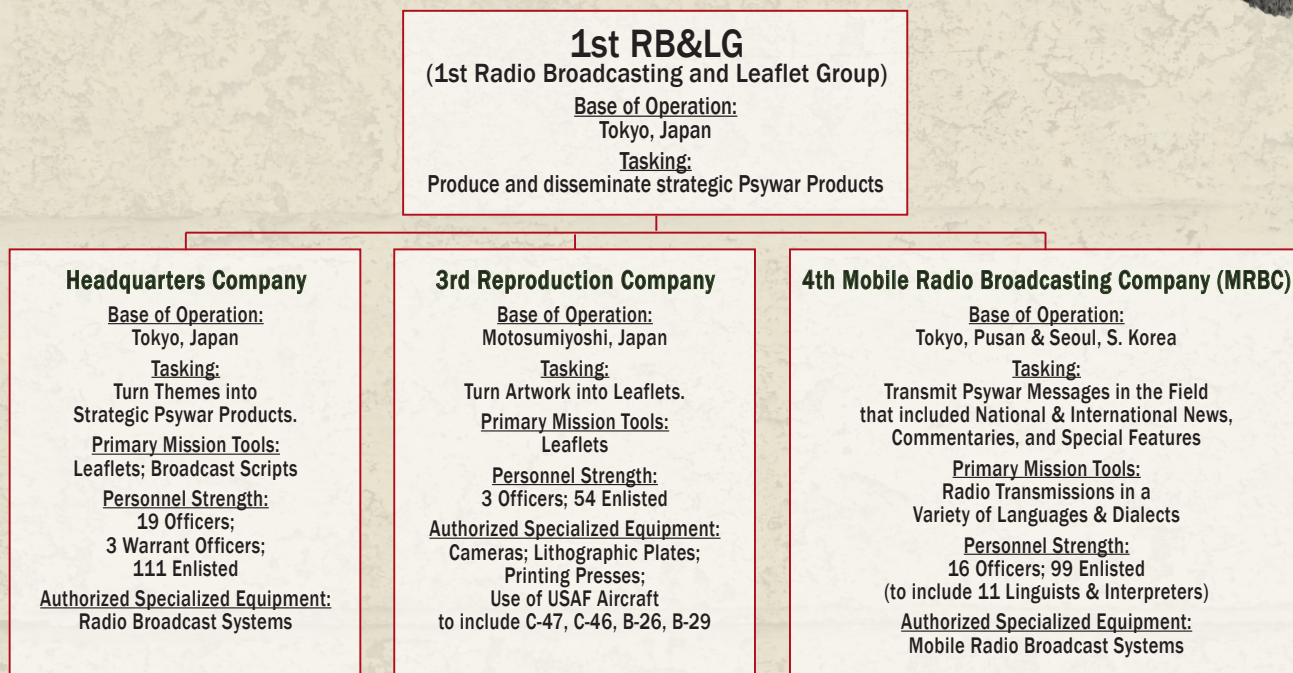 1st RB&LG
(1st Radio Broadcasting and Leaflet Group)
Base of Operation:
Tokyo, Japan
Tasking:
Produce and disseminate strategic Psywar Products
Headquarters Company
Base of Operation:
Tokyo, Japan
Tasking:
Turn Themes into
Strategic Psywar Products.
Primary Mission Tools:
Leaflets; Broadcast Scripts
Personnel Strength:
19 Officers;
3 Warrant Officers;
111 Enlisted
Authorized Specialized Equipment:
Radio Broadcast Systems
3rd Reproduction Company
Base of Operation:
Motosumiyoshi, Japan
Tasking:
Turn Artwork into Leaflets.
Primary Mission Tools:
Leaflets
Personnel Strength:
3 Officers; 54 Enlisted
Authorized Specialized Equipment:
Cameras; Lithographic Plates;
Printing Presses;
Use of USAF Aircraft
to include C-47, C-46, B-26, B-29
4th Mobile Radio Broadcasting Company (MRBC)
Base of Operation:
Tokyo, Pusan & Seoul, S. Korea
Tasking:
Transmit Psywar Messages in the Field
that included National & International News,
Commentaries, and Special Features
Primary Mission Tools:
Radio Transmissions in a
Variety of Languages & Dialects
Personnel Strength:
16 Officers; 99 Enlisted
(to include 11 Linguists & Interpreters)
Authorized Specialized Equipment:
Mobile Radio Broadcast Systems